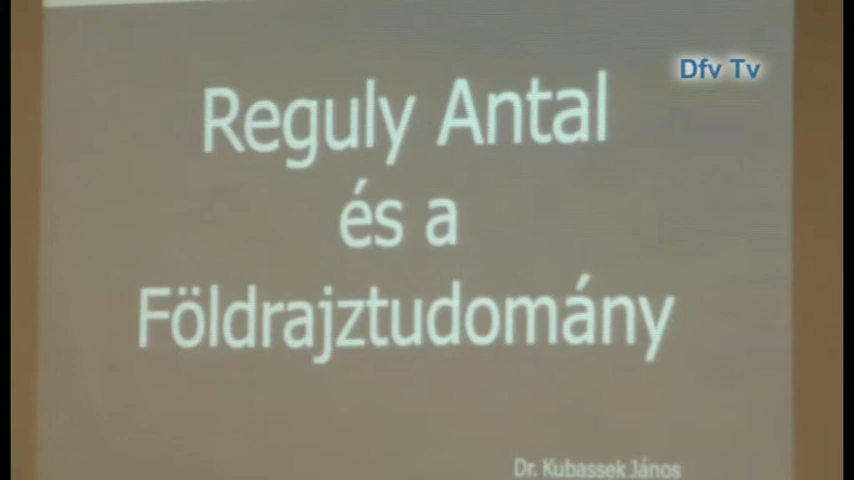 Dfv Tv
Reguly Antal
és a
Földrajztudomány
Dr. Kubassek János